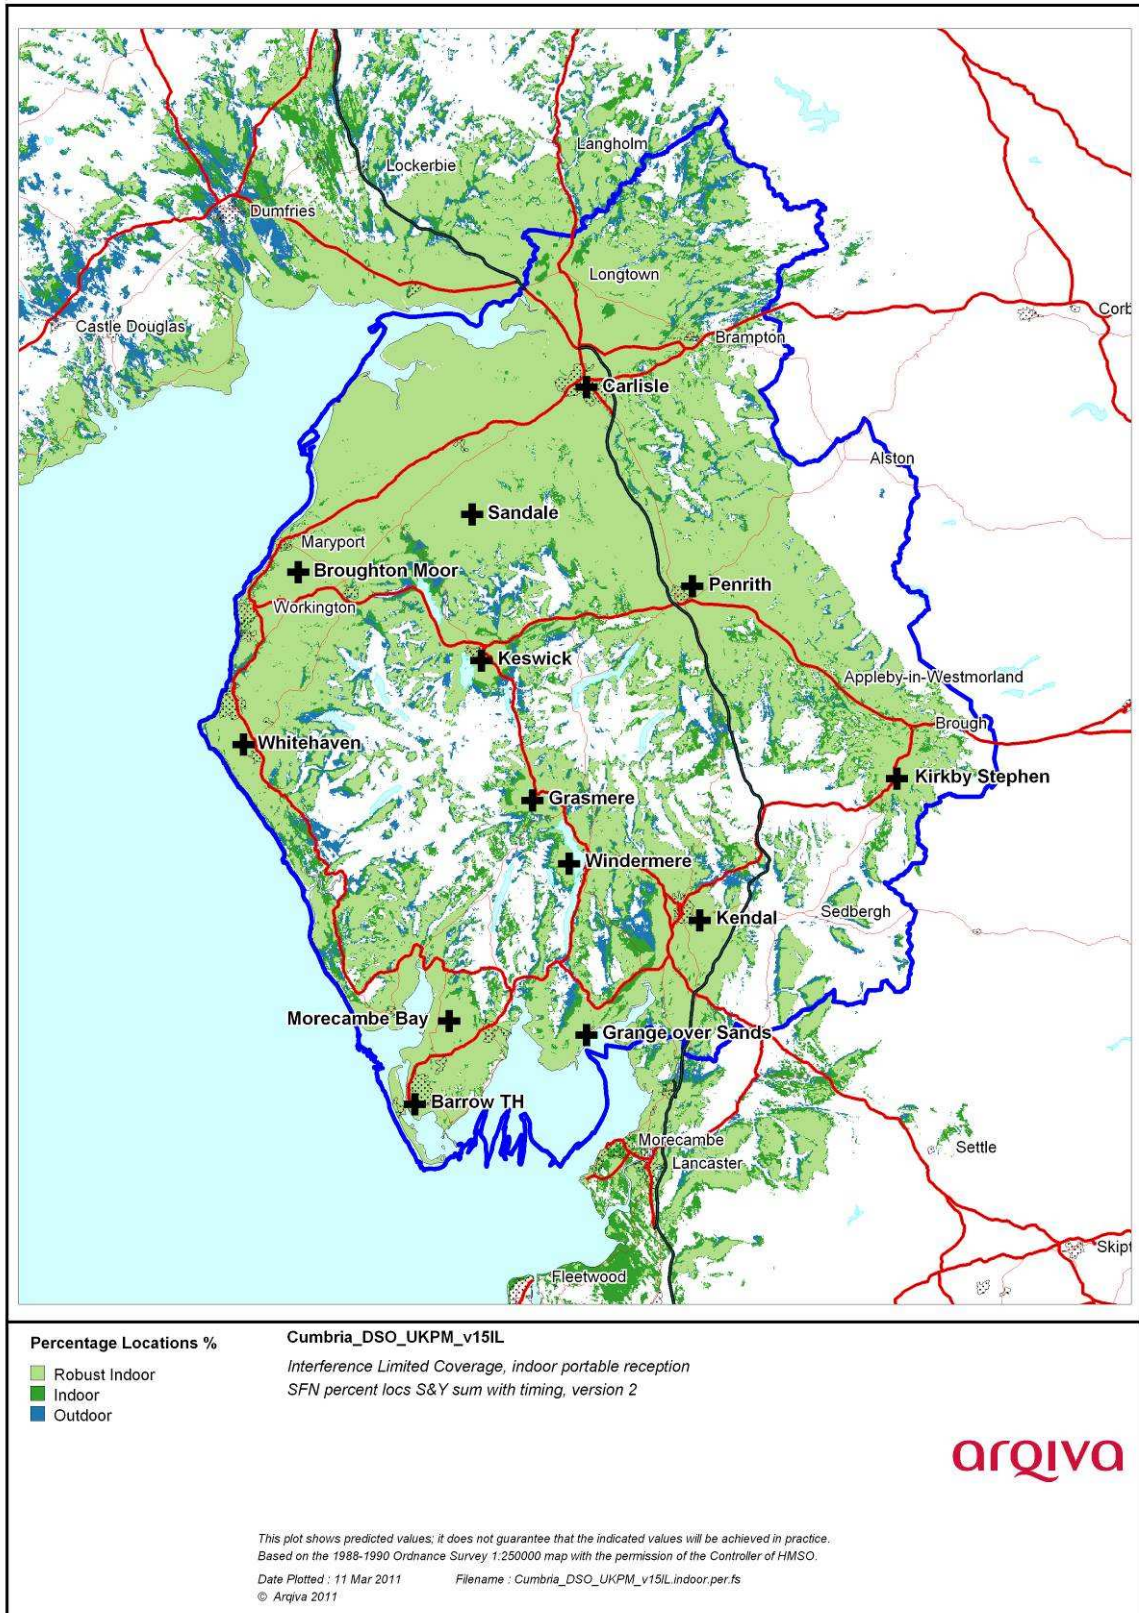 Langholm
Lockerbie
Dumfries
Longtown
Castle Douglas
Corb
Brampton
Carlisle
Alston
Sandale
Maryport
Broughton Moor
Penrith
Workington
Keswick
Appleby-in-Westmorland
Brough
Whitehaven
Kirkby Stephen
Grasmere
Windermere
Kendal
Sedbergh
Morecambe Bay
Grange over Sands
Barrow TH
Morecambe
Settle
Lancaster
Skipt
Fleetwood
Percentage Locations %
Robust Indoor
Indoor
Outdoor
Cumbria_DSO_UKPM_v15IL
Interference Limited Coverage, indoor portable reception
SFN percent locs S&Y sum with timing, version 2
arqiva
This plot shows predicted values; it does not guarantee that the indicated values will be achieved in practice.
Based on the 1988-1990 Ordnance Survey 1:250000 map with the permission of the Controller of HMSO.
Date Plotted : 11 Mar 2011 Filename : Cumbria_DSO_UKPM_v15IL.indoor.per.fs
© Arqiva 2011